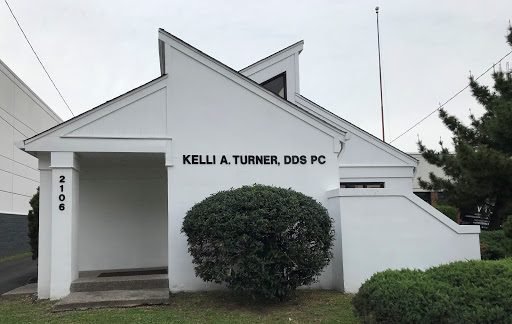 KELLI A. TURNER, DDS PC
2106